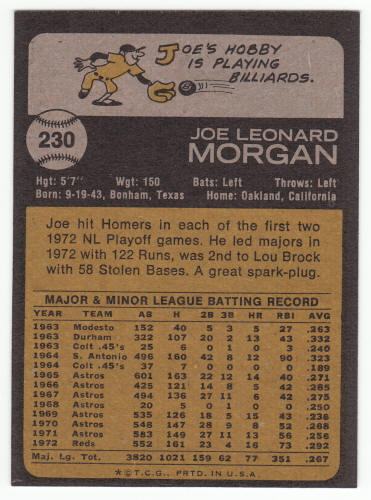 JOE'S HOBBY
IS PLAYING
BILLIARDS.
230
JOE LEONARD
MORGAN
Hgt: 5'7" Wgt: 150 Bats: Left Throws: Left
Born: 9-19-43, Bonham, Texas Home: Oakland, California
Joe hit Homers in each of the first two
1972 NL Playoff games. He led majors in
1972 with 122 Runs, was 2nd to Lou Brock
with 58 Stolen Bases. A great spark-plug.
MAJOR & MINOR LEAGUE BATTING RECORD
YEAR TEAM AB H 2B 3B HR RBI AVG
1963 Modesto 152 40 5 3 5 27 .263
1963 Durham 322 107 20 2 13 43 .332
1963 Colt .45's 25 6 0 1 0 3 .240
1964 S. Antonio 496 160 42 8 12 90 .323
1964 Colt .45's 37 7 0 0 0 0 .189
1965 Astros 601 163 22 12 14 40 .271
1966 Astros 425 121 14 8 5 42 .285
1967 Astros 494 136 27 11 6 42 .275
1968 Astros 20 5 0 1 0 0 .250
1969 Astros 535 126 18 5 15 43 .236
1970 Astros 548 147 28 9 8 52 .268
1971 Astros 583 149 27 11 13 56 .256
1972 Reds 552 161 23 4 16 73 .292
Maj. Lg. Tot. 3820 1021 159 62 77 351 .267
*© T.C.G., PRTD. IN U.S.A.